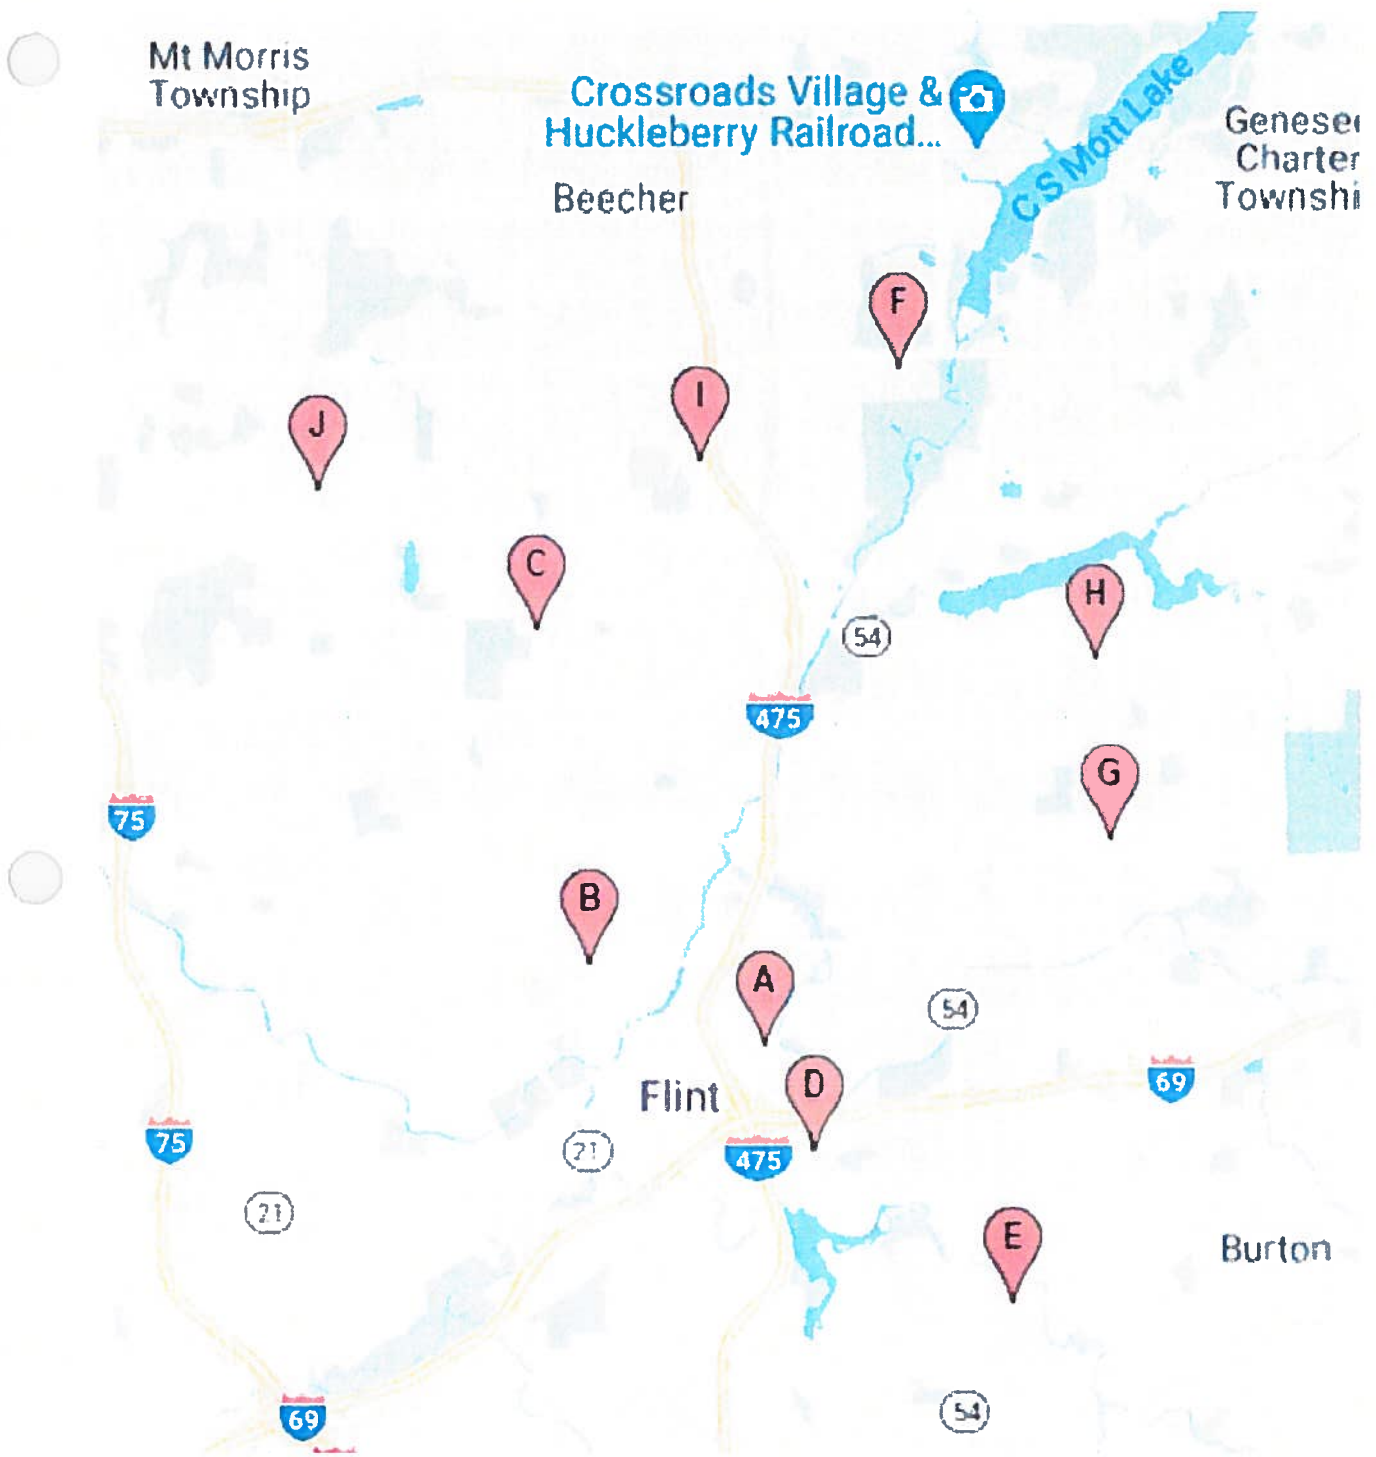 Mt Morris
Township
Crossroads Village &
Huckleberry Railroad...
C S Mott Lake
Genese
Charter
Townshi
Beecher
F
I
J
C
H
54
475
G
75
B
A
54
D
Flint
69
75
21
475
21
E
Burton
69
54